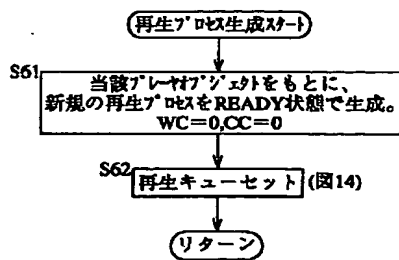 再生プロセス生成スタート
S61
当該プレーヤオブジェクトをもとに、
新規の再生プロセスをREADY状態で生成。
WC=0,CC=0
S62
再生キューセット (図14)
リターン